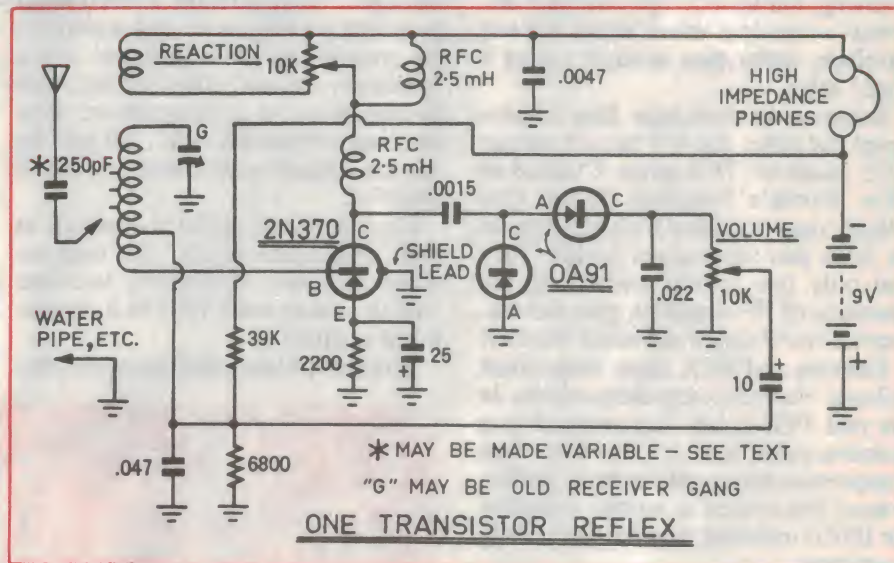 REACTION
10K
RFC
2·5 mH
.0047
HIGH
IMPEDANCE
PHONES
G
* 250pF
RFC
2·5 mH
.0015
A
C
2N370
C
SHIELD
LEAD
C
OA91
VOLUME
B
A
.022
10K
9V
WATER
PIPE, ETC.
E
39K
2200
25
+
10
+
-
-
+
.047
6800
* MAY BE MADE VARIABLE – SEE TEXT
"G" MAY BE OLD RECEIVER GANG
ONE TRANSISTOR REFLEX